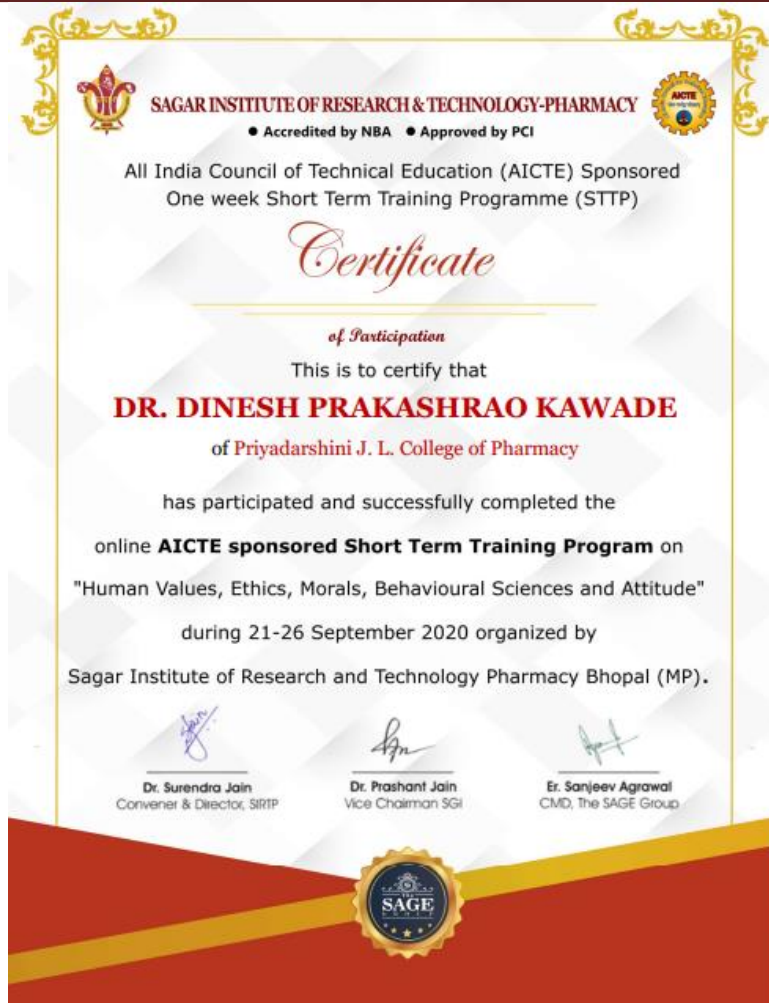 SAGAR INSTITUTE OF RESEARCH & TECHNOLOGY-PHARMACY
● Accredited by NBA ● Approved by PCI
AICTE
All India Council of Technical Education (AICTE) Sponsored
One week Short Term Training Programme (STTP)
Certificate
of Participation
This is to certify that
DR. DINESH PRAKASHRAO KAWADE
of Priyadarshini J. L. College of Pharmacy
has participated and successfully completed the
online AICTE sponsored Short Term Training Program on
"Human Values, Ethics, Morals, Behavioural Sciences and Attitude"
during 21-26 September 2020 organized by
Sagar Institute of Research and Technology Pharmacy Bhopal (MP).
Dr. Surendra Jain
Convener & Director, SIRTP
Dr. Prashant Jain
Vice Chairman SGI
Er. Sanjeev Agrawal
CMD, The SAGE Group
The
SAGE
GROUP